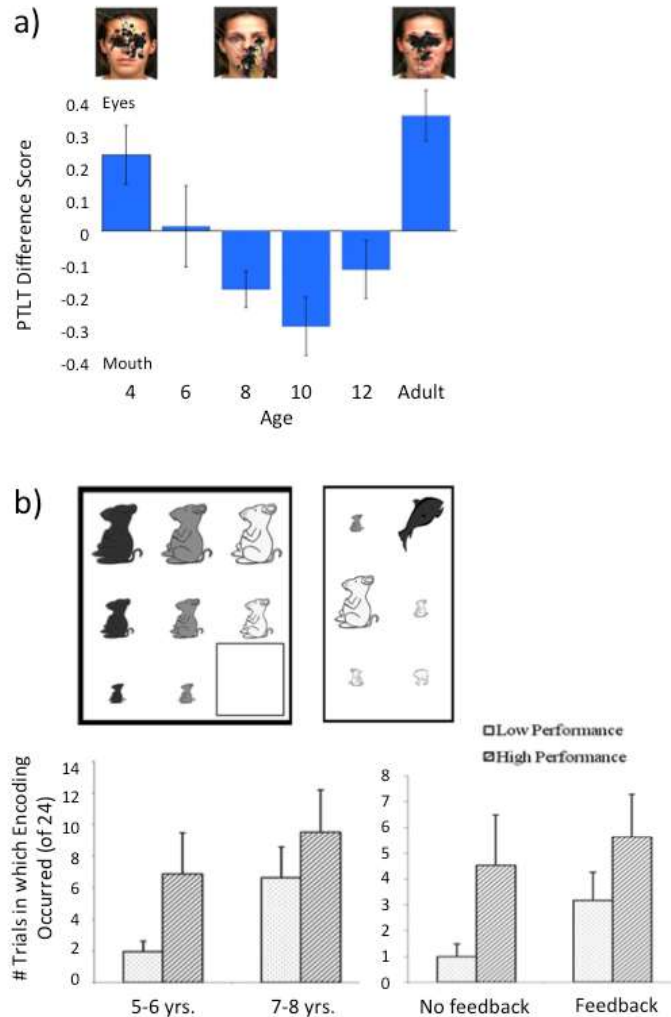 a)
0.4 Eyes
0.3
0.2
0.1
0
-0.1
-0.2
-0.3
-0.4 Mouth
PTLT Difference Score
4 6 8 10 12 Adult
Age
b)
Low Performance
High Performance
# Trials in which Encoding
Occurred (of 24)
14
12
10
8
6
4
2
0
5-6 yrs. 7-8 yrs.
8
7
6
5
4
3
2
1
0
No feedback Feedback